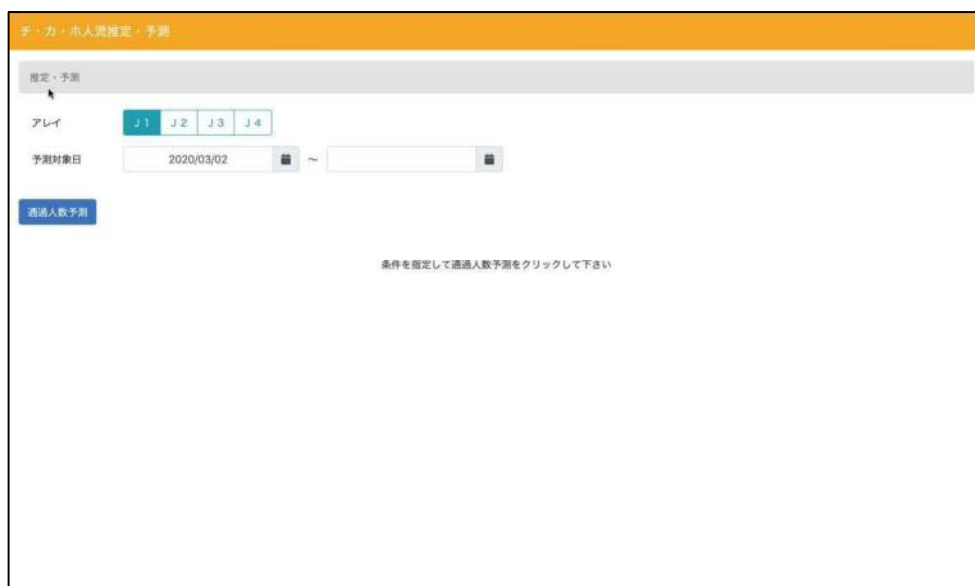 チ・カ・ホ人流推定・予測
推定・予測
アレイ J1 J2 J3 J4
予測対象日 2020/03/02 ~
通過人数予測
条件を指定して通過人数予測をクリックして下さい